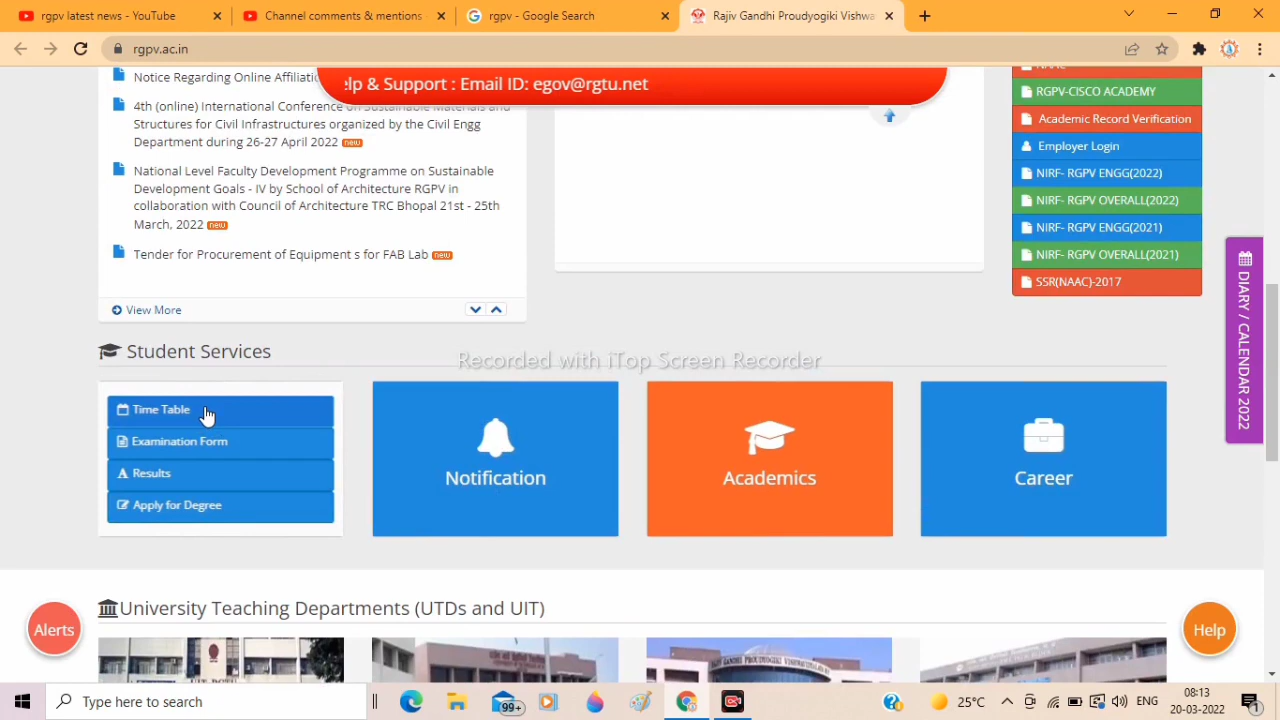 rgpv latest news - YouTube
Channel comments & mentions -
rgpv - Google Search
Rajiv Gandhi Proudyogiki Vishwa
rgpv.ac.in
Notice Regarding Online Affiliatio
elp & Support : Email ID: egov@rgtu.net
4th (online) International Conference on Sustainable Materials and
Structures for Civil Infrastructures organized by the Civil Engg
Department during 26-27 April 2022 new
National Level Faculty Development Programme on Sustainable
Development Goals - IV by School of Architecture RGPV in
collaboration with Council of Architecture TRC Bhopal 21st - 25th
March, 2022 new
Tender for Procurement of Equipment s for FAB Lab new
View More
NAAC
RGPV-CISCO ACADEMY
Academic Record Verification
Employer Login
NIRF- RGPV ENGG(2022)
NIRF- RGPV OVERALL(2022)
NIRF- RGPV ENGG(2021)
NIRF- RGPV OVERALL(2021)
SSR(NAAC)-2017
DIARY / CALENDAR 2022
Student Services
Recorded with iTop Screen Recorder
Time Table
Examination Form
Results
Apply for Degree
Notification
Academics
Career
University Teaching Departments (UTDs and UIT)
Alerts
Help
Type here to search
99+
25°C
ENG
08:13
20-03-2022
1